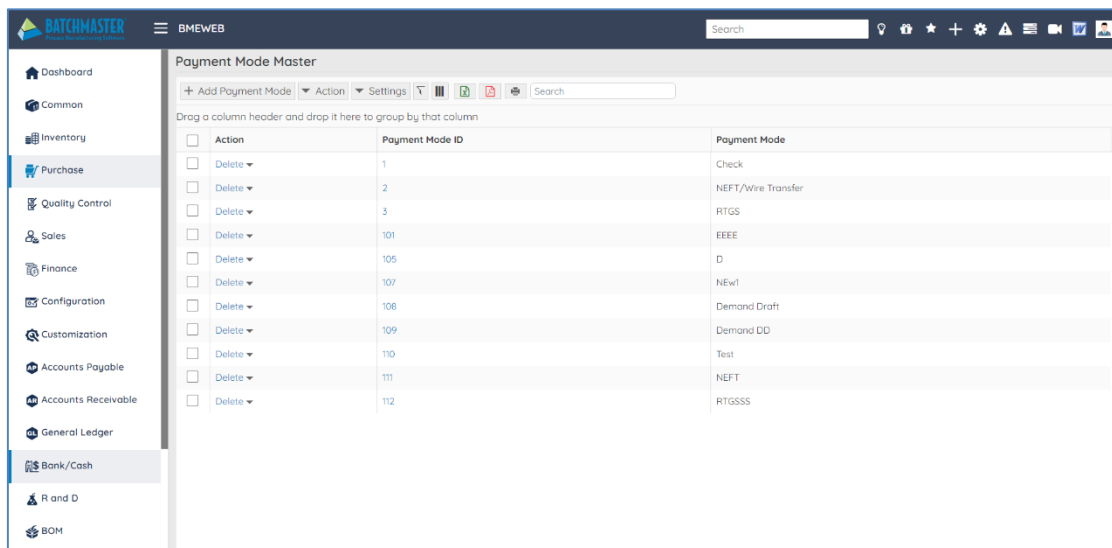 BATCHMASTER
BMEWEB
Search
Dashboard
Common
Inventory
Purchase
Quality Control
Sales
Finance
Configuration
Customization
AP Accounts Payable
AR Accounts Receivable
GL General Ledger
Bank/Cash
R and D
BOM
Payment Mode Master
+ Add Payment Mode Action Settings Search
Drag a column header and drop it here to group by that column
Action Payment Mode ID Payment Mode
Delete 1 Check
Delete 2 NEFT/Wire Transfer
Delete 3 RTGS
Delete 101 EEEE
Delete 105 D
Delete 107 NEw1
Delete 108 Demand Draft
Delete 109 Demand DD
Delete 110 Test
Delete 111 NEFT
Delete 112 RTGSSS